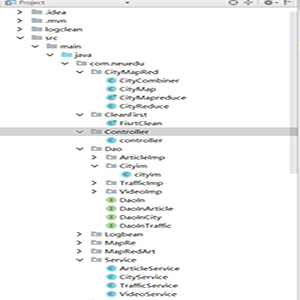 Project
.idea
.mvn
logclean
src
main
java
com.neuedu
CityMapRed
CityCombiner
CityMap
CityMapreduce
CityReduce
CleanFirst
FisrtClean
Controller
controller
Dao
ArticleImp
Cityim
cityim
TrafficImp
VideoImp
DaoIn
DaoInArticle
DaoInCity
DaoInTraffic
Logbean
MapRe
MapRedArt
Service
ArticleService
CityService
TrafficService
VideoService